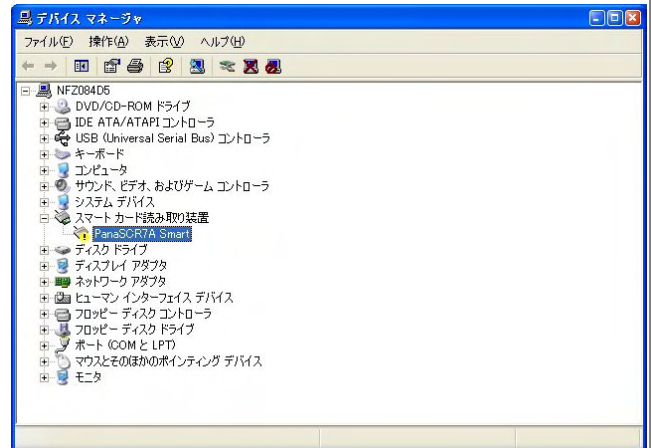 デバイス マネージャ
ファイル(F) 操作(A) 表示(V) ヘルプ(H)
NFZ084D5
DVD/CD-ROM ドライブ
IDE ATA/ATAPI コントローラ
USB (Universal Serial Bus) コントローラ
キーボード
コンピュータ
サウンド、ビデオ、およびゲーム コントローラ
システム デバイス
スマート カード読み取り装置
PanaSCR7A Smart
ディスク ドライブ
ディスプレイ アダプタ
ネットワーク アダプタ
ヒューマン インターフェイス デバイス
フロッピー ディスク コントローラ
フロッピー ディスク ドライブ
ポート (COM と LPT)
マウスとそのほかのポインティング デバイス
モニタ